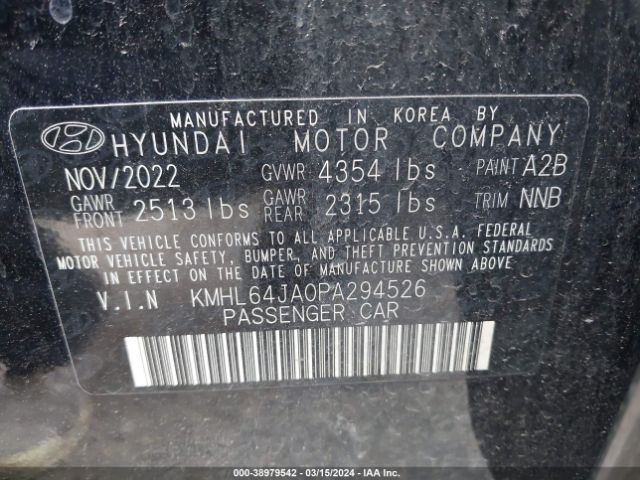 MANUFACTURED IN KOREA BY
HYUNDAI MOTOR COMPANY
NOV/2022 GVWR 4354 lbs PAINT A2B
GAWR FRONT 2513 lbs GAWR REAR 2315 lbs TRIM NNB
THIS VEHICLE CONFORMS TO ALL APPLICABLE U.S.A. FEDERAL
MOTOR VEHICLE SAFETY, BUMPER, AND THEFT PREVENTION STANDARDS
IN EFFECT ON THE DATE OF MANUFACTURE SHOWN ABOVE.
V.I.N KMHL64JA0PA294526
PASSENGER CAR
000-38979542 - 03/15/2024 - IAA Inc.